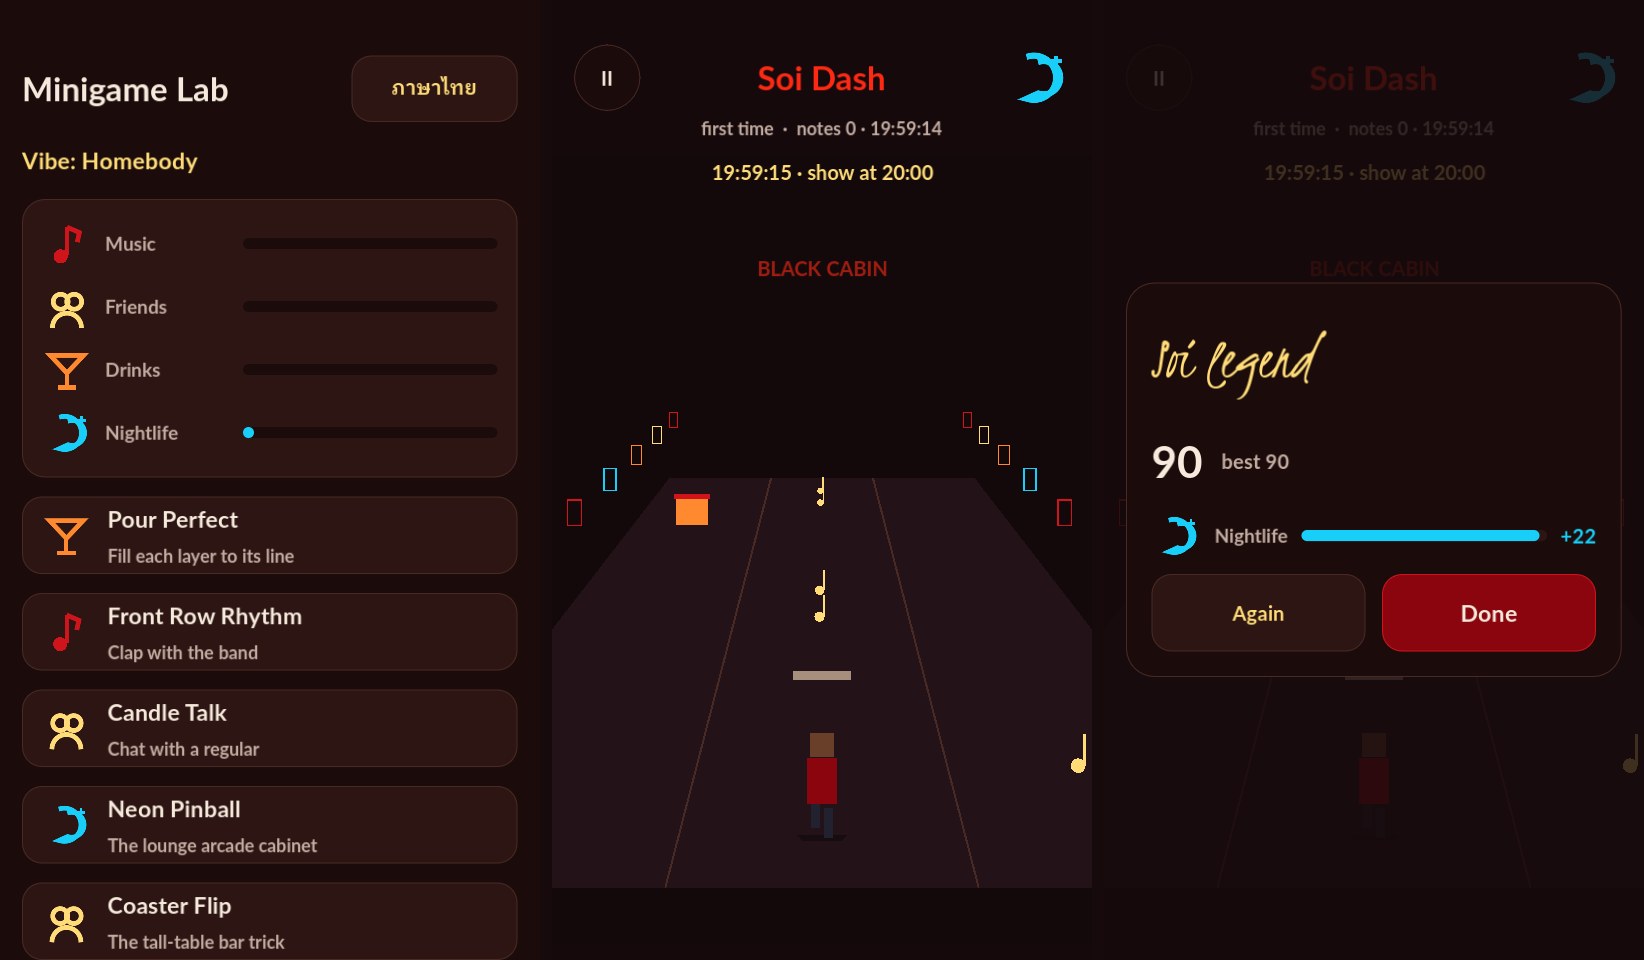 Minigame Lab
ภาษาไทย
Vibe: Homebody
Music
Friends
Drinks
Nightlife
Pour Perfect
Fill each layer to its line
Front Row Rhythm
Clap with the band
Candle Talk
Chat with a regular
Neon Pinball
The lounge arcade cabinet
Coaster Flip
The tall-table bar trick
Soi Dash
first time · notes 0 · 19:59:14
19:59:15 · show at 20:00
BLACK CABIN
Soi Dash
first time · notes 0 · 19:59:14
19:59:15 · show at 20:00
BLACK CABIN
Soi Legend
90 best 90
Nightlife +22
Again
Done